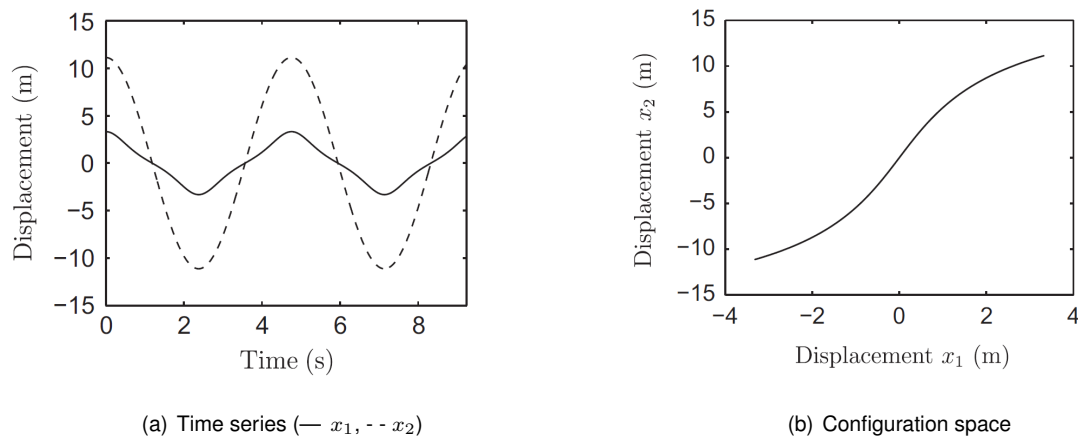 15
10
5
0
−5
−10
−15
0 2 4 6 8
Displacement (m)
Time (s)
(a) Time series (— x₁, - - x₂)
15
10
5
0
−5
−10
−15
−4 −2 0 2 4
Displacement x₂ (m)
Displacement x₁ (m)
(b) Configuration space